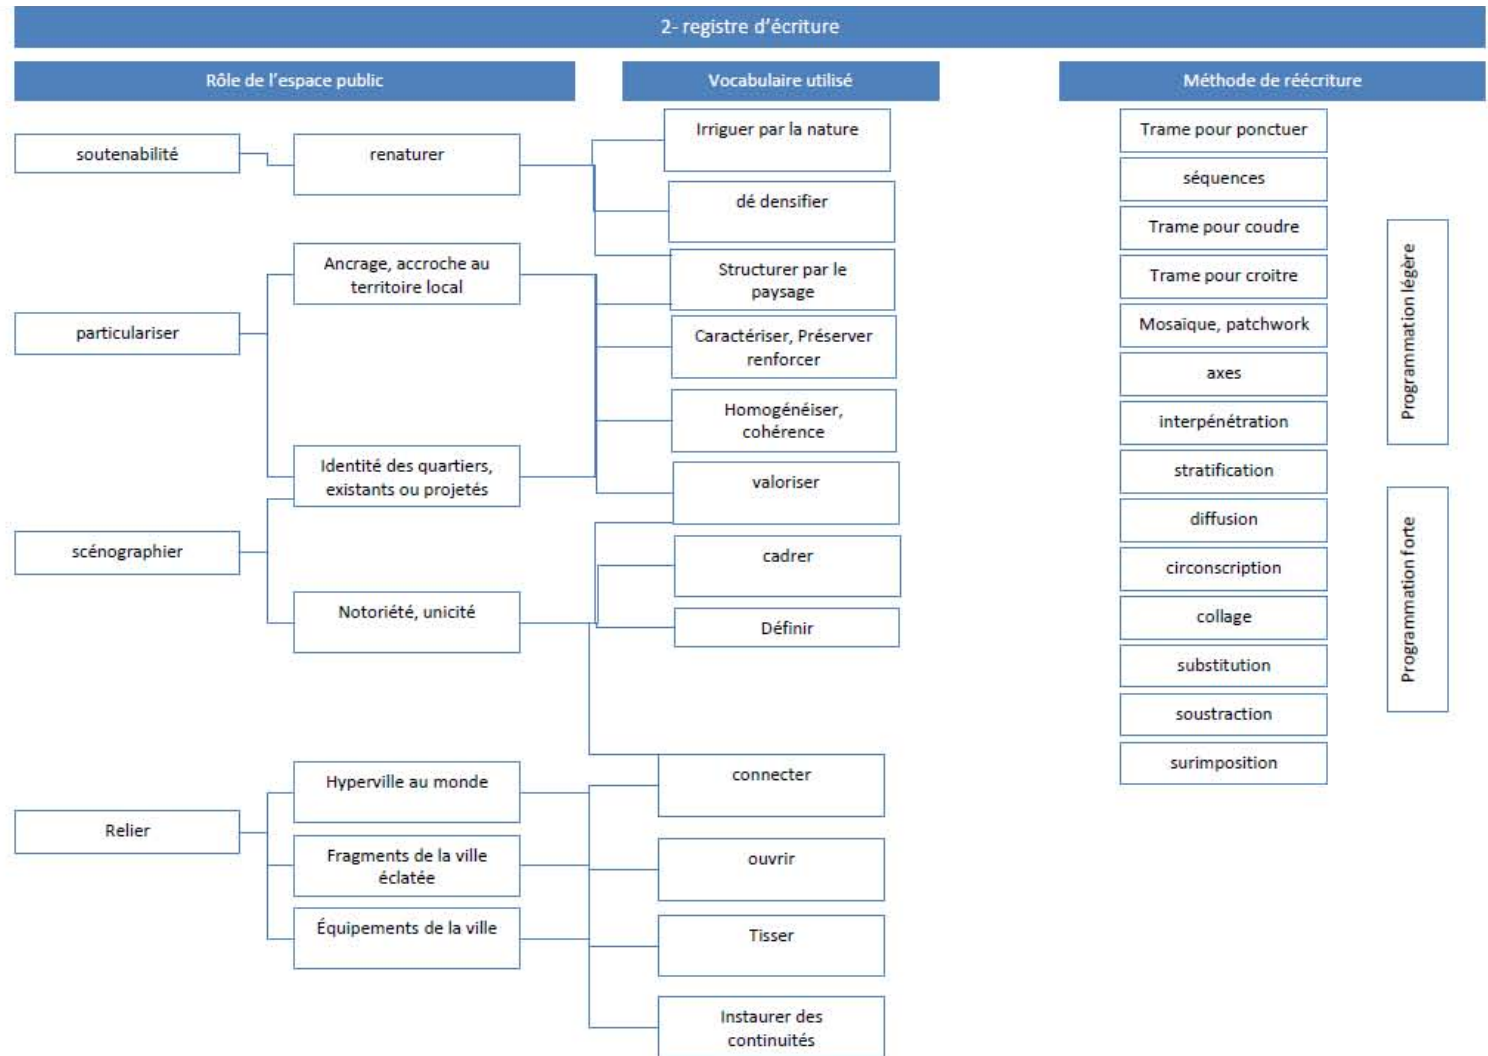 2- registre d'écriture
Rôle de l'espace public
Vocabulaire utilisé
Méthode de réécriture
soutenabilité
particulariser
scénographier
Relier
renaturer
Ancrage, accroche au
territoire local
Identité des quartiers,
existants ou projetés
Notoriété, unicité
Hyperville au monde
Fragments de la ville
éclatée
Équipements de la ville
Irriguer par la nature
dé densifier
Structurer par le
paysage
Caractériser, Préserver
renforcer
Homogénéiser,
cohérence
valoriser
cadrer
Définir
connecter
ouvrir
Tisser
Instaurer des
continuités
Trame pour ponctuer
séquences
Trame pour coudre
Trame pour croitre
Mosaïque, patchwork
axes
interpénétration
stratification
diffusion
circonscription
collage
substitution
soustraction
surimposition
Programmation légère
Programmation forte